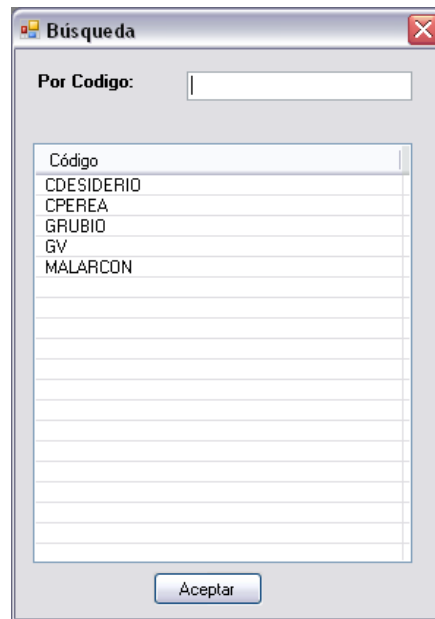 Búsqueda
Por Codigo:
Código
CDESIDERIO
CPEREA
GRUBIO
GV
MALARCON
Aceptar